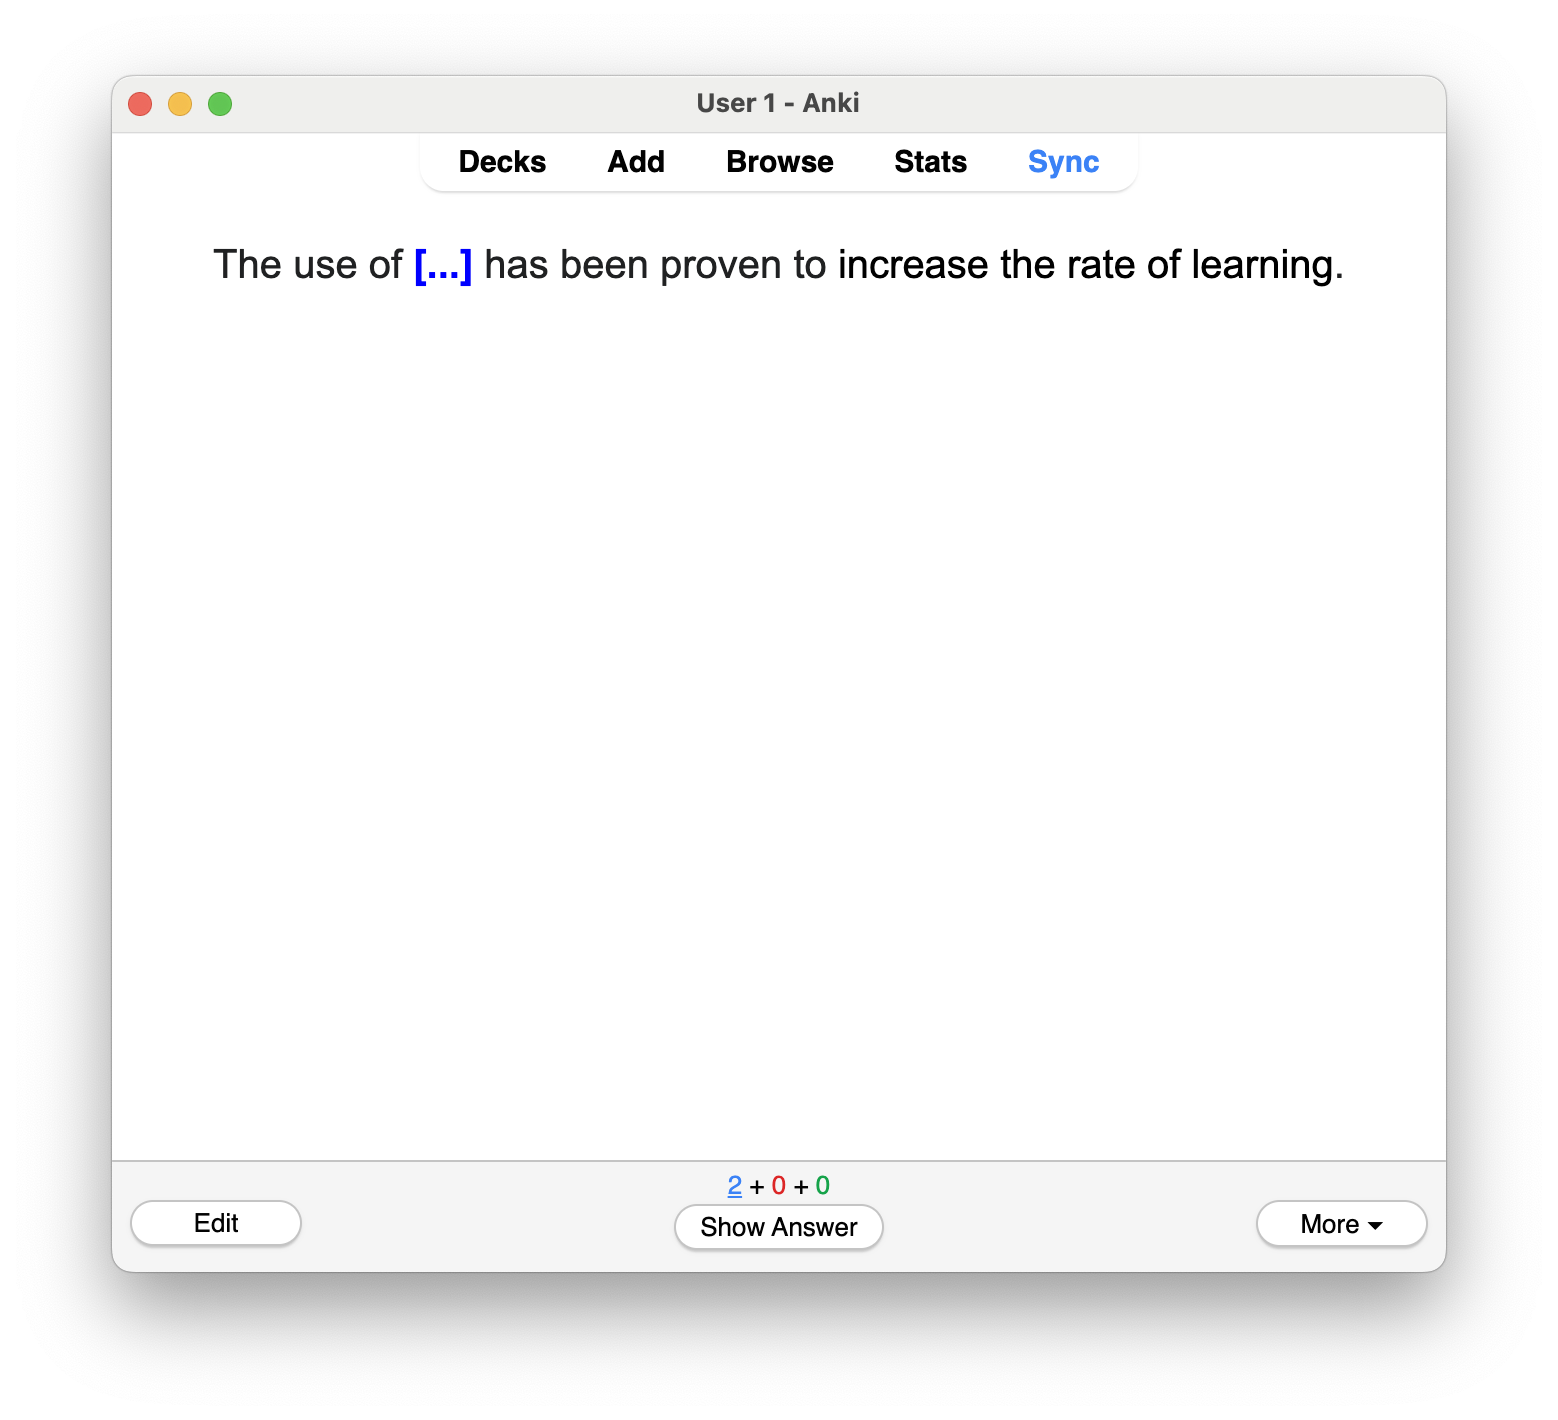 User 1 - Anki
Decks Add Browse Stats Sync
The use of [...] has been proven to increase the rate of learning.
2 + 0 + 0
Edit Show Answer More